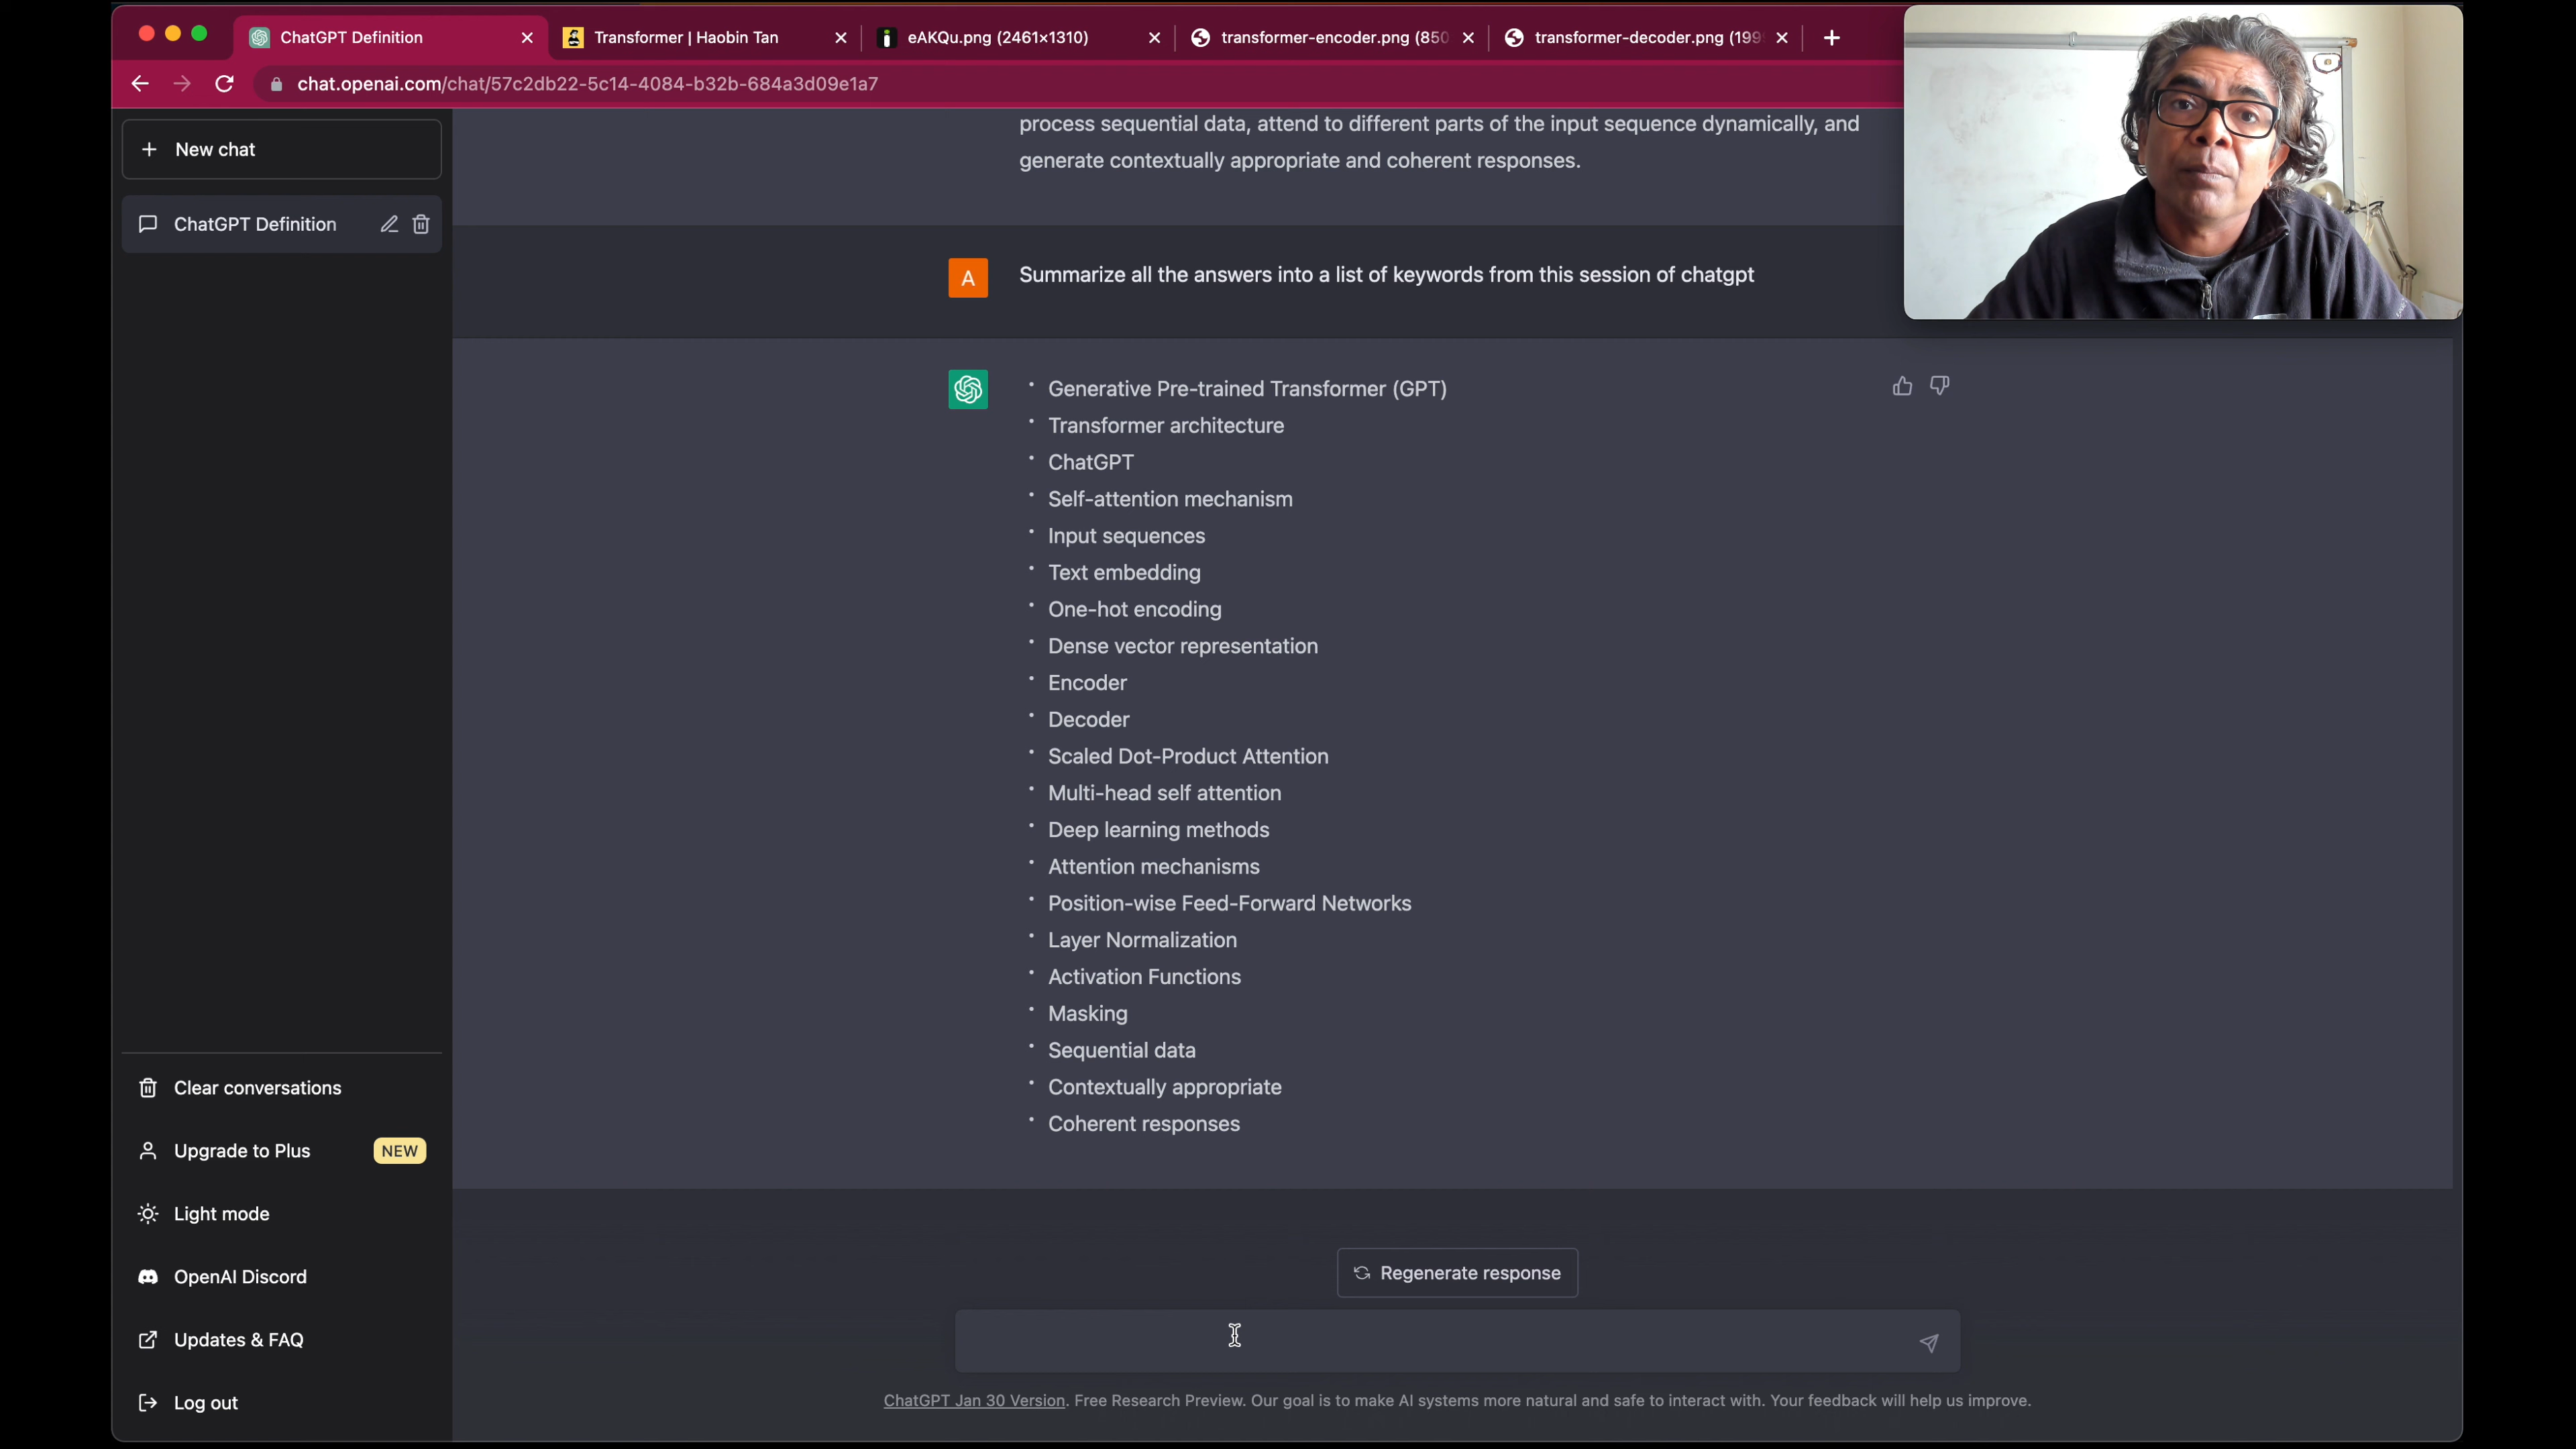 ChatGPT Definition
Transformer | Haobin Tan
eAKQu.png (2461×1310)
transformer-encoder.png (850
transformer-decoder.png (199
chat.openai.com/chat/57c2db22-5c14-4084-b32b-684a3d09e1a7
New chat
ChatGPT Definition
Clear conversations
Upgrade to Plus NEW
Light mode
OpenAI Discord
Updates & FAQ
Log out
process sequential data, attend to different parts of the input sequence dynamically, and
generate contextually appropriate and coherent responses.
A Summarize all the answers into a list of keywords from this session of chatgpt
• Generative Pre-trained Transformer (GPT)
• Transformer architecture
• ChatGPT
• Self-attention mechanism
• Input sequences
• Text embedding
• One-hot encoding
• Dense vector representation
• Encoder
• Decoder
• Scaled Dot-Product Attention
• Multi-head self attention
• Deep learning methods
• Attention mechanisms
• Position-wise Feed-Forward Networks
• Layer Normalization
• Activation Functions
• Masking
• Sequential data
• Contextually appropriate
• Coherent responses
Regenerate response
ChatGPT Jan 30 Version. Free Research Preview. Our goal is to make AI systems more natural and safe to interact with. Your feedback will help us improve.